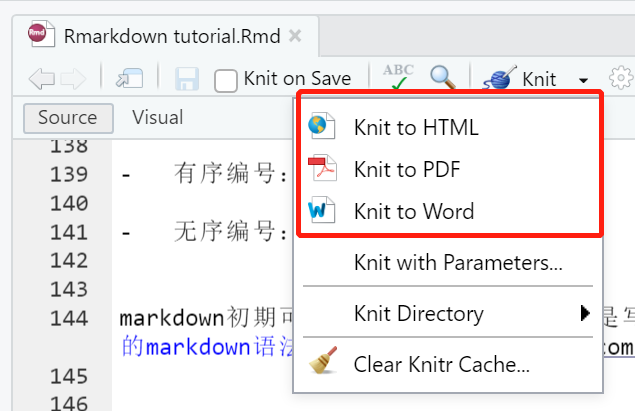 Rmd Rmarkdown tutorial.Rmd
Knit on Save ABC Knit
Source Visual
Knit to HTML
Knit to PDF
Knit to Word
Knit with Parameters...
Knit Directory
Clear Knitr Cache...
138
139 - 有序编号:
140
141 - 无序编号:
142
143
144 markdown初期可 是写
的markdown语法 com
145
146